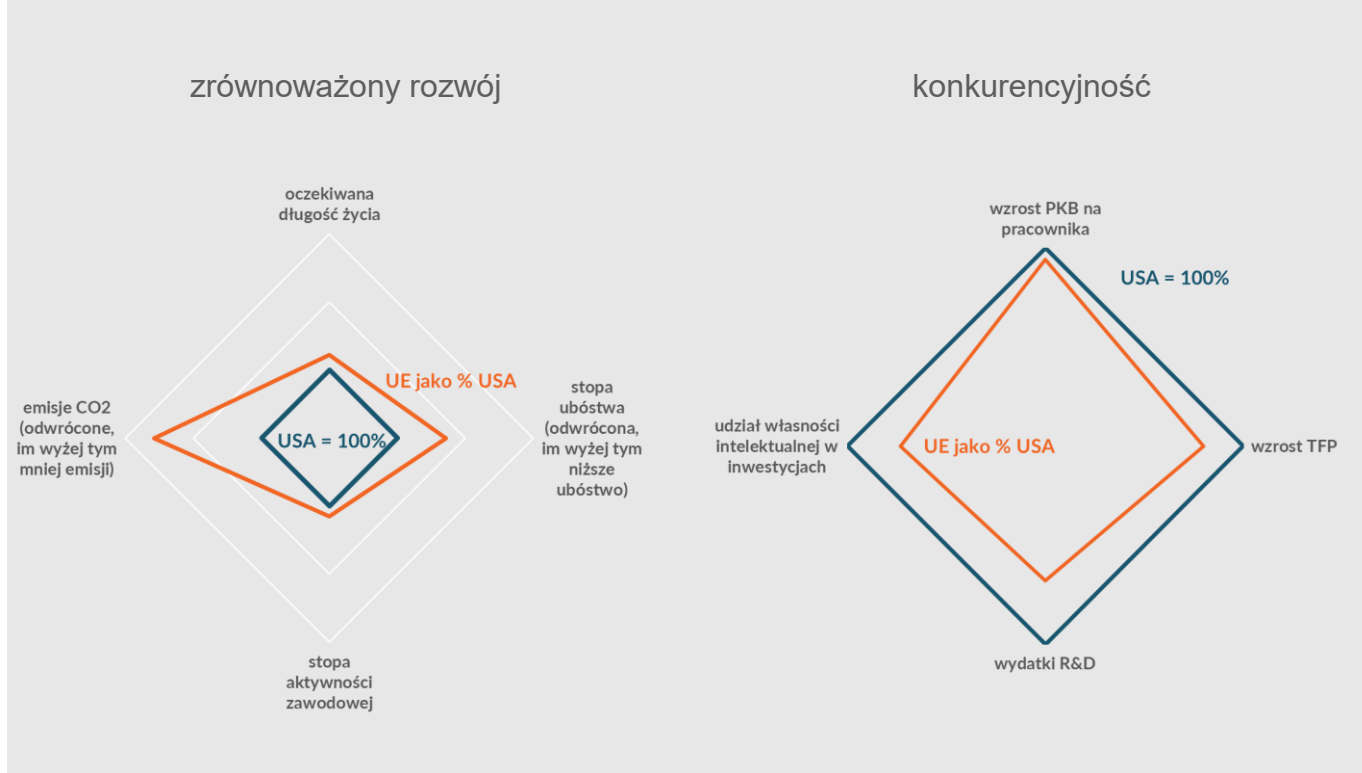 zrównoważony rozwój
konkurencyjność
oczekiwana
długość życia
UE jako % USA
USA = 100%
emisje CO2
(odwrócone,
im wyżej tym
mniej emisji)
stopa
ubóstwa
(odwrócona,
im wyżej tym
niższe
ubóstwo)
stopa
aktywności
zawodowej
wzrost PKB na
pracownika
USA = 100%
udział własności
intelektualnej w
inwestycjach
UE jako % USA
wzrost TFP
wydatki R&D